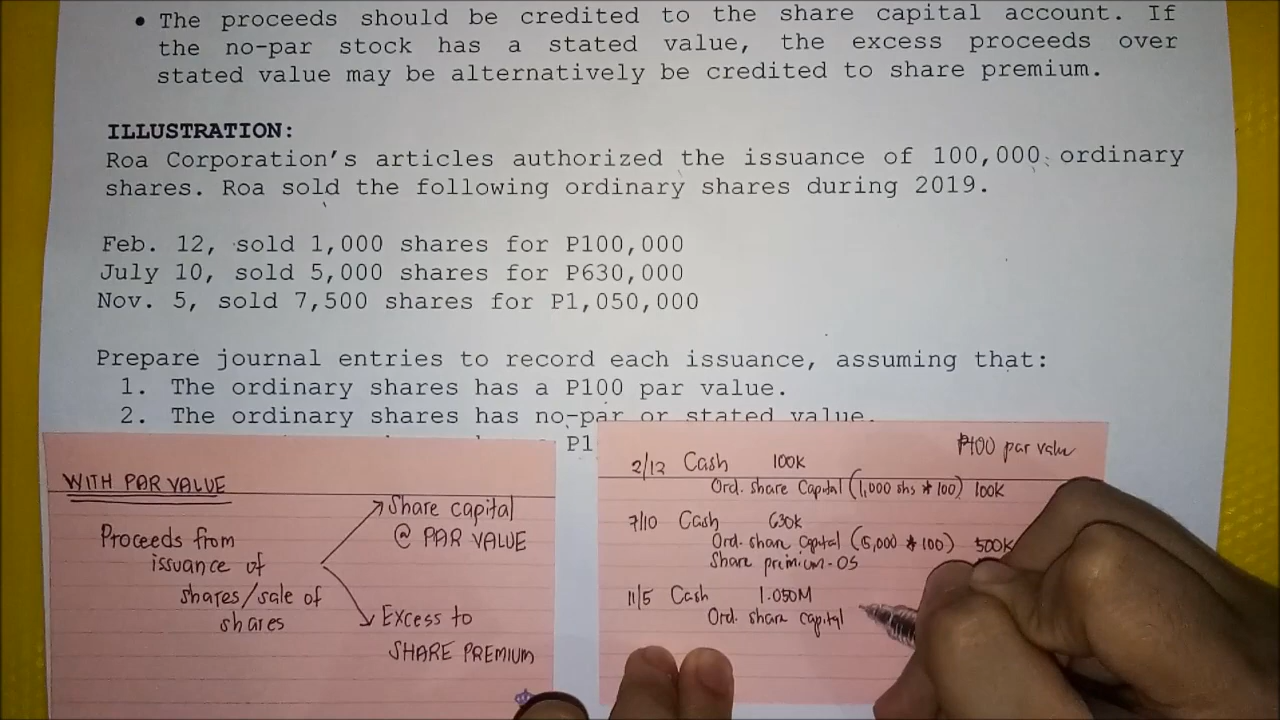 • The proceeds should be credited to the share capital account. If
the no-par stock has a stated value, the excess proceeds over
stated value may be alternatively be credited to share premium.
ILLUSTRATION:
Roa Corporation's articles authorized the issuance of 100,000 ordinary
shares. Roa sold the following ordinary shares during 2019.
Feb. 12, sold 1,000 shares for P100,000
July 10, sold 5,000 shares for P630,000
Nov. 5, sold 7,500 shares for P1,050,000
Prepare journal entries to record each issuance, assuming that:
1. The ordinary shares has a P100 par value.
2. The ordinary shares has no-par or stated value.
P1
WITH PAR VALUE
Proceeds from
issuance of
shares/sale of
shares
Share capital
@ PAR VALUE
Excess to
SHARE PREMIUM
₱100 par value
2/12 Cash 100K
Ord. share Capital (1,000 shs * 100) 100K
7/10 Cash 630K
Ord. share capital (5,000 * 100) 500K
Share premium-OS
11/5 Cash 1.050M
Ord. share capital